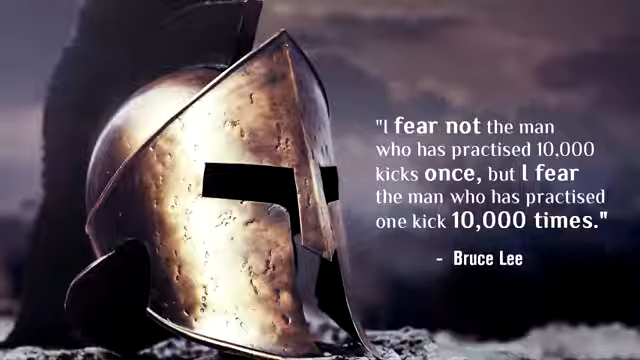 "I fear not the man
who has practised 10,000
kicks once, but I fear
the man who has practised
one kick 10,000 times."
- Bruce Lee